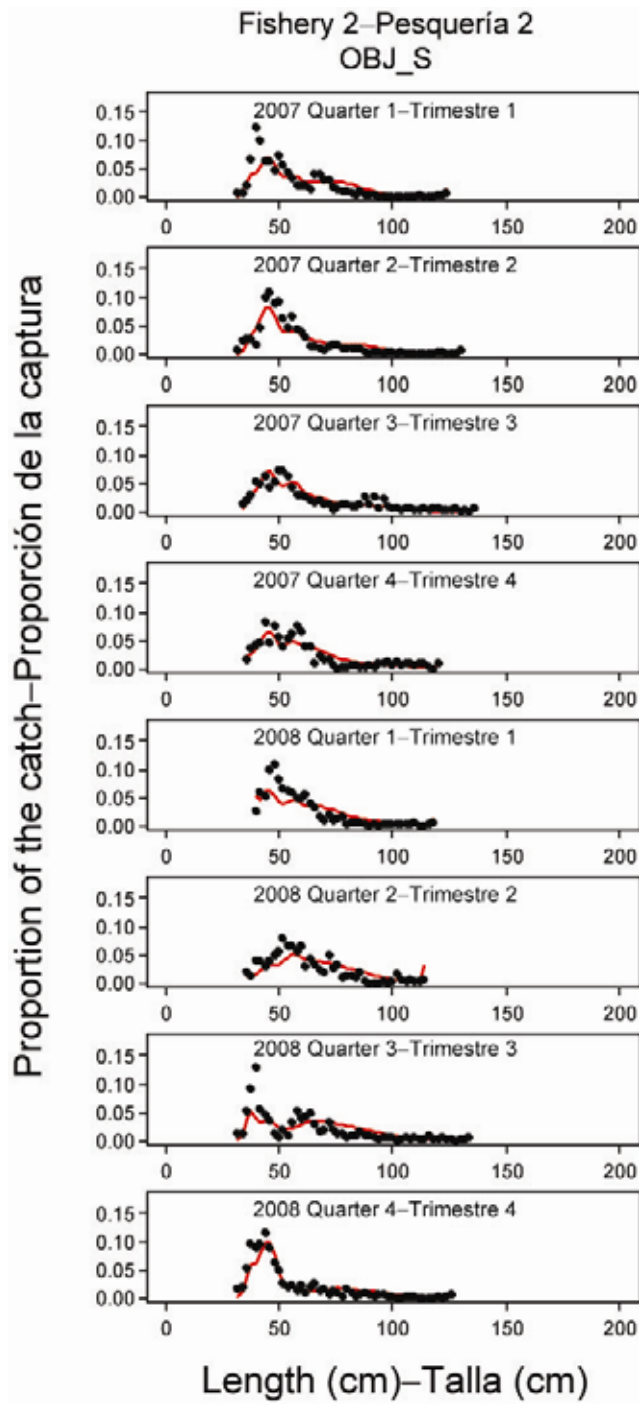 Fishery 2–Pesquería 2
OBJ_S
Proportion of the catch–Proporción de la captura
2007 Quarter 1–Trimestre 1
0.15
0.10
0.05
0.00
0 50 100 150 200
2007 Quarter 2–Trimestre 2
0.15
0.10
0.05
0.00
0 50 100 150 200
2007 Quarter 3–Trimestre 3
0.15
0.10
0.05
0.00
0 50 100 150 200
2007 Quarter 4–Trimestre 4
0.15
0.10
0.05
0.00
0 50 100 150 200
2008 Quarter 1–Trimestre 1
0.15
0.10
0.05
0.00
0 50 100 150 200
2008 Quarter 2–Trimestre 2
0.15
0.10
0.05
0.00
0 50 100 150 200
2008 Quarter 3–Trimestre 3
0.15
0.10
0.05
0.00
0 50 100 150 200
2008 Quarter 4–Trimestre 4
0.15
0.10
0.05
0.00
0 50 100 150 200
Length (cm)–Talla (cm)